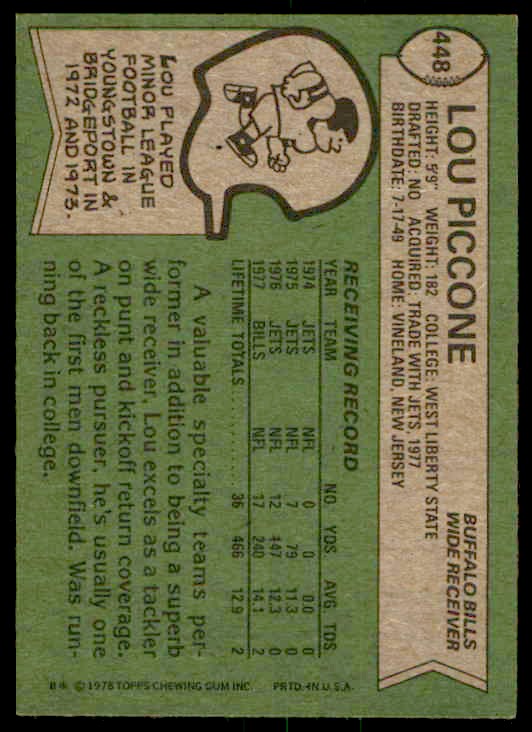 448
LOU PICCONE
BUFFALO BILLS
WIDE RECEIVER
HEIGHT: 5'9" WEIGHT: 182 COLLEGE: WEST LIBERTY STATE
DRAFTED: NO ACQUIRED: TRADE WITH JETS, 1977
BIRTHDATE: 7-17-49 HOME: VINELAND, NEW JERSEY
LOU PLAYED
MINOR LEAGUE
FOOTBALL IN
YOUNGSTOWN &
BRIDGEPORT IN
1972 AND 1973.
RECEIVING RECORD
YEAR TEAM NO. YDS. AVG. TDS
1974 JETS NFL 0 0 0.0 0
1975 JETS NFL 7 79 11.3 0
1976 JETS NFL 12 147 12.3 0
1977 BILLS NFL 17 240 14.1 2
LIFETIME TOTALS........ 36 466 12.9 2
A valuable specialty teams per-
former in addition to being a superb
wide receiver, Lou excels as a tackler
on punt and kickoff return coverage.
A reckless pursuer, he's usually one
of the first men downfield. Was run-
ning back in college.
B* © 1978 TOPPS CHEWING GUM INC. PRTD. IN U.S.A.